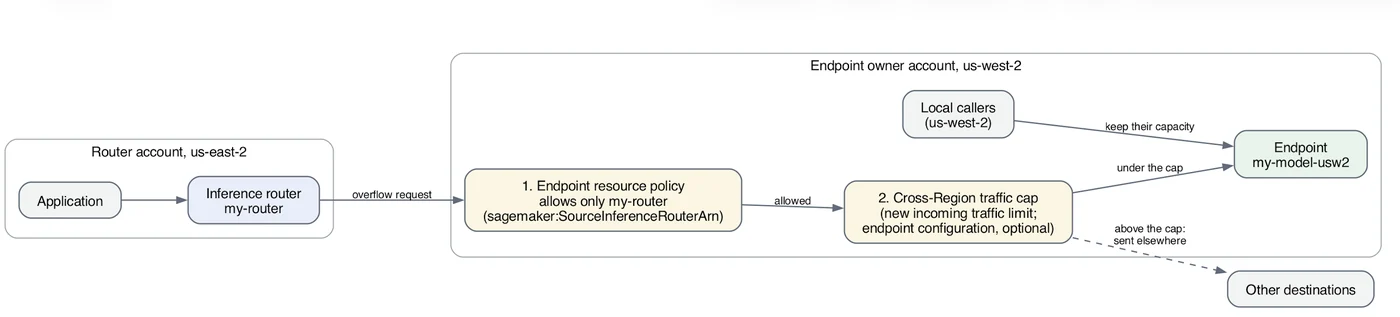 Endpoint owner account, us-west-2
Local callers
(us-west-2)
keep their capacity
Endpoint
my-model-usw2
Router account, us-east-2
Application
Inference router
my-router
overflow request
1. Endpoint resource policy
allows only my-router
(sagemaker:SourceInferenceRouterArn)
allowed
2. Cross-Region traffic cap
(new incoming traffic limit;
endpoint configuration, optional)
under the cap
above the cap:
sent elsewhere
Other destinations